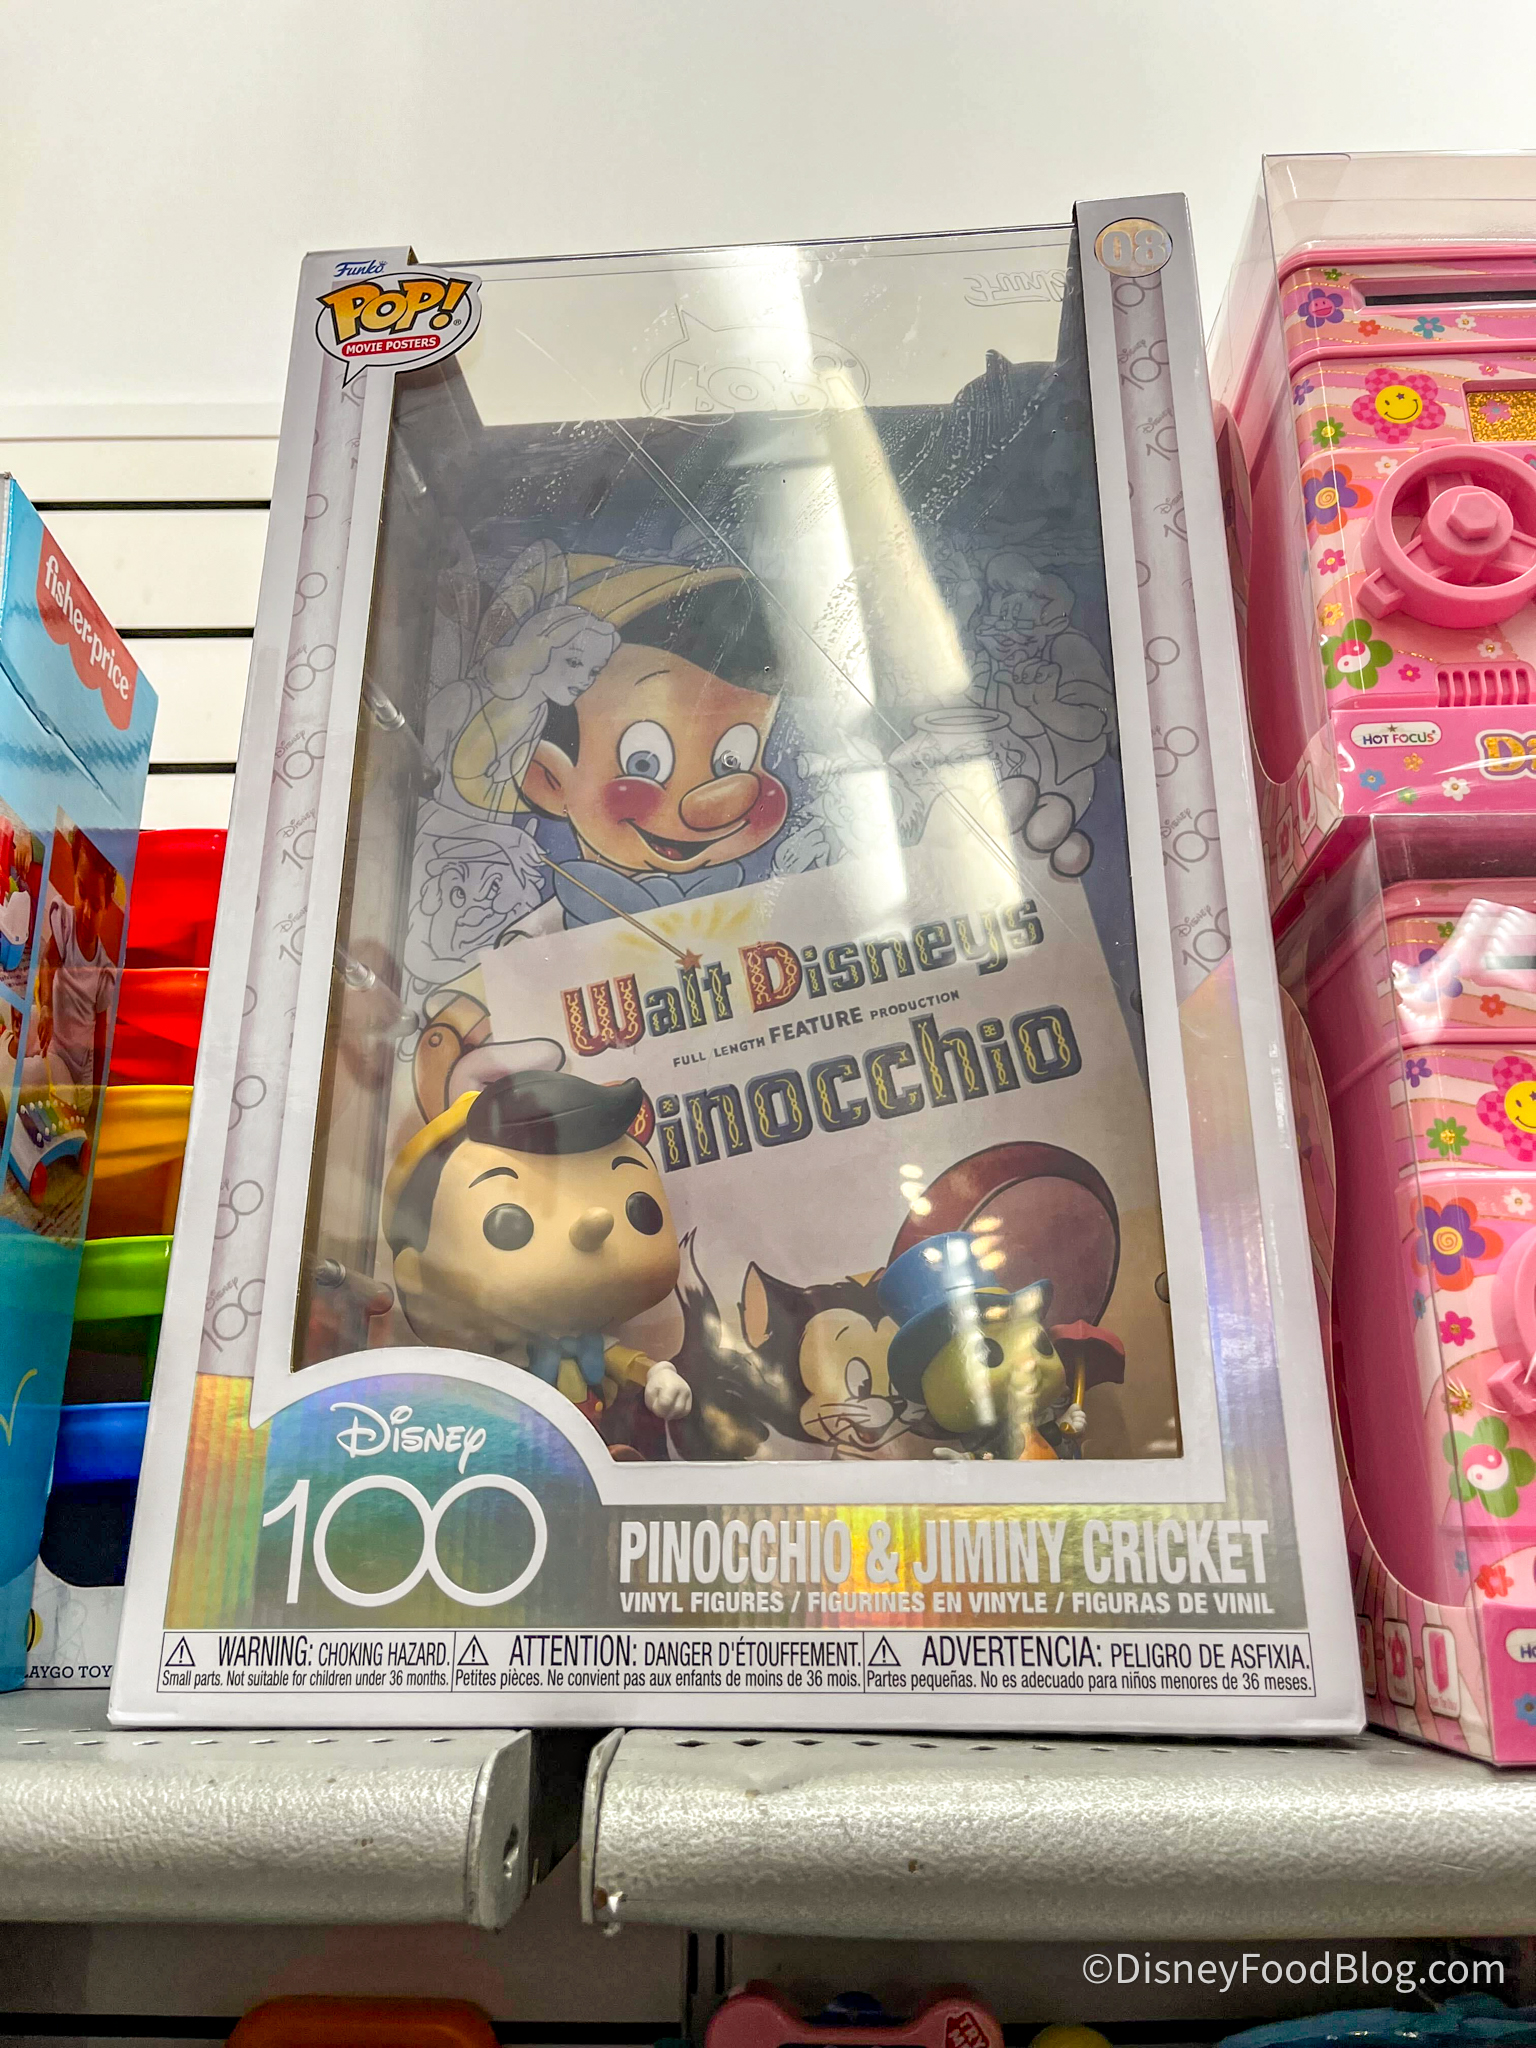 Funko
POP!
MOVIE POSTERS
08
fisher-price
HOT FOCUS
Walt Disney's
FULL LENGTH FEATURE PRODUCTION
Pinocchio
Disney
100
PINOCCHIO & JIMINY CRICKET
VINYL FIGURES / FIGURINES EN VINYLE / FIGURAS DE VINIL
WARNING: CHOKING HAZARD.
Small parts. Not suitable for children under 36 months.
ATTENTION: DANGER D'ÉTOUFFEMENT.
Petites pièces. Ne convient pas aux enfants de moins de 36 mois.
ADVERTENCIA: PELIGRO DE ASFIXIA.
Partes pequeñas. No es adecuado para niños menores de 36 meses.
©DisneyFoodBlog.com